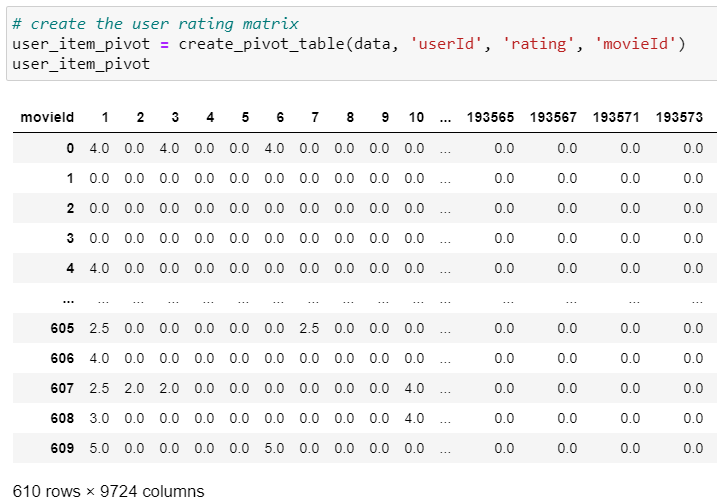 # create the user rating matrix
user_item_pivot = create_pivot_table(data, 'userId', 'rating', 'movieId')
user_item_pivot
movieId 1 2 3 4 5 6 7 8 9 10 ... 193565 193567 193571 193573
0 4.0 0.0 4.0 0.0 0.0 4.0 0.0 0.0 0.0 0.0 ... 0.0 0.0 0.0 0.0
1 0.0 0.0 0.0 0.0 0.0 0.0 0.0 0.0 0.0 0.0 ... 0.0 0.0 0.0 0.0
2 0.0 0.0 0.0 0.0 0.0 0.0 0.0 0.0 0.0 0.0 ... 0.0 0.0 0.0 0.0
3 0.0 0.0 0.0 0.0 0.0 0.0 0.0 0.0 0.0 0.0 ... 0.0 0.0 0.0 0.0
4 4.0 0.0 0.0 0.0 0.0 0.0 0.0 0.0 0.0 0.0 ... 0.0 0.0 0.0 0.0
... ... ... ... ... ... ... ... ... ... ... ... ... ... ... ...
605 2.5 0.0 0.0 0.0 0.0 0.0 2.5 0.0 0.0 0.0 ... 0.0 0.0 0.0 0.0
606 4.0 0.0 0.0 0.0 0.0 0.0 0.0 0.0 0.0 0.0 ... 0.0 0.0 0.0 0.0
607 2.5 2.0 2.0 0.0 0.0 0.0 0.0 0.0 0.0 4.0 ... 0.0 0.0 0.0 0.0
608 3.0 0.0 0.0 0.0 0.0 0.0 0.0 0.0 0.0 4.0 ... 0.0 0.0 0.0 0.0
609 5.0 0.0 0.0 0.0 0.0 5.0 0.0 0.0 0.0 0.0 ... 0.0 0.0 0.0 0.0
610 rows × 9724 columns